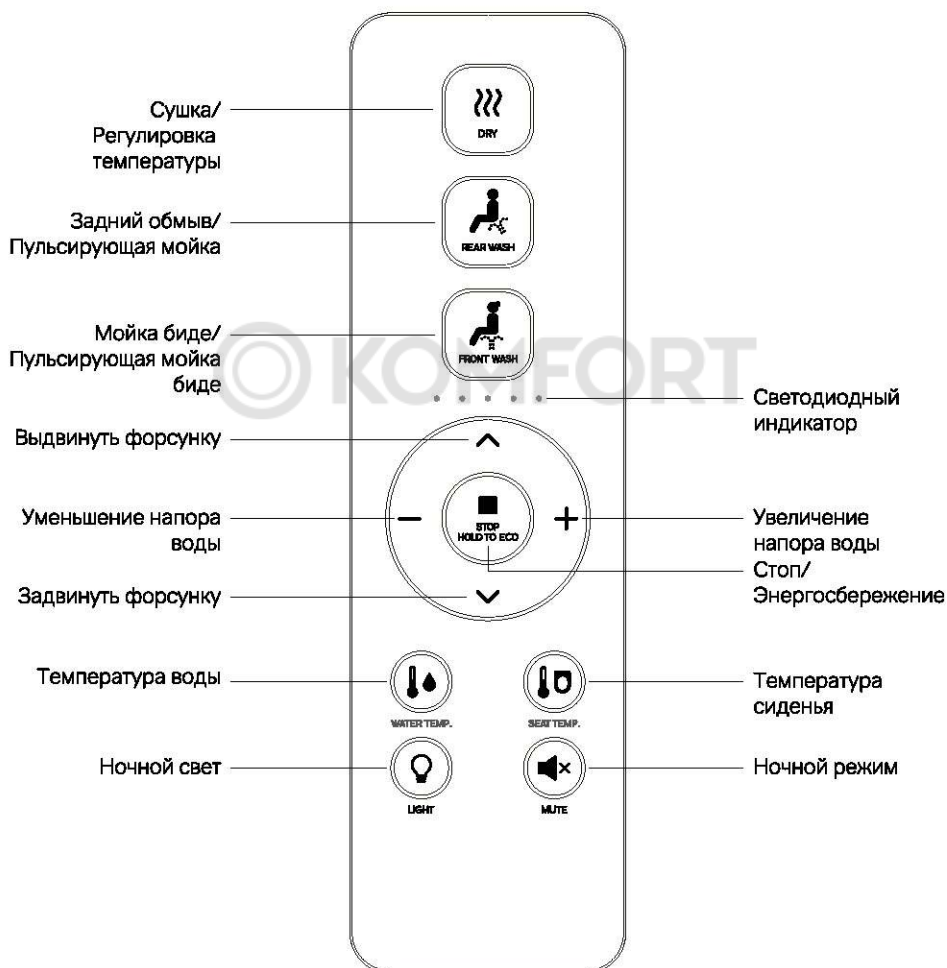 DRY
Сушка/
Регулировка
температуры
REAR WASH
Задний обмыв/
Пульсирующая мойка
FRONT WASH
Мойка биде/
Пульсирующая мойка
биде
KOMFORT
Светодиодный
индикатор
Выдвинуть форсунку
Уменьшение напора
воды
STOP
HOLD TO ECO
Увеличение
напора воды
Стоп/
Энергосбережение
Задвинуть форсунку
Температура воды
WATER TEMP.
SEAT TEMP.
Температура
сиденья
Ночной свет
LIGHT
MUTE
Ночной режим